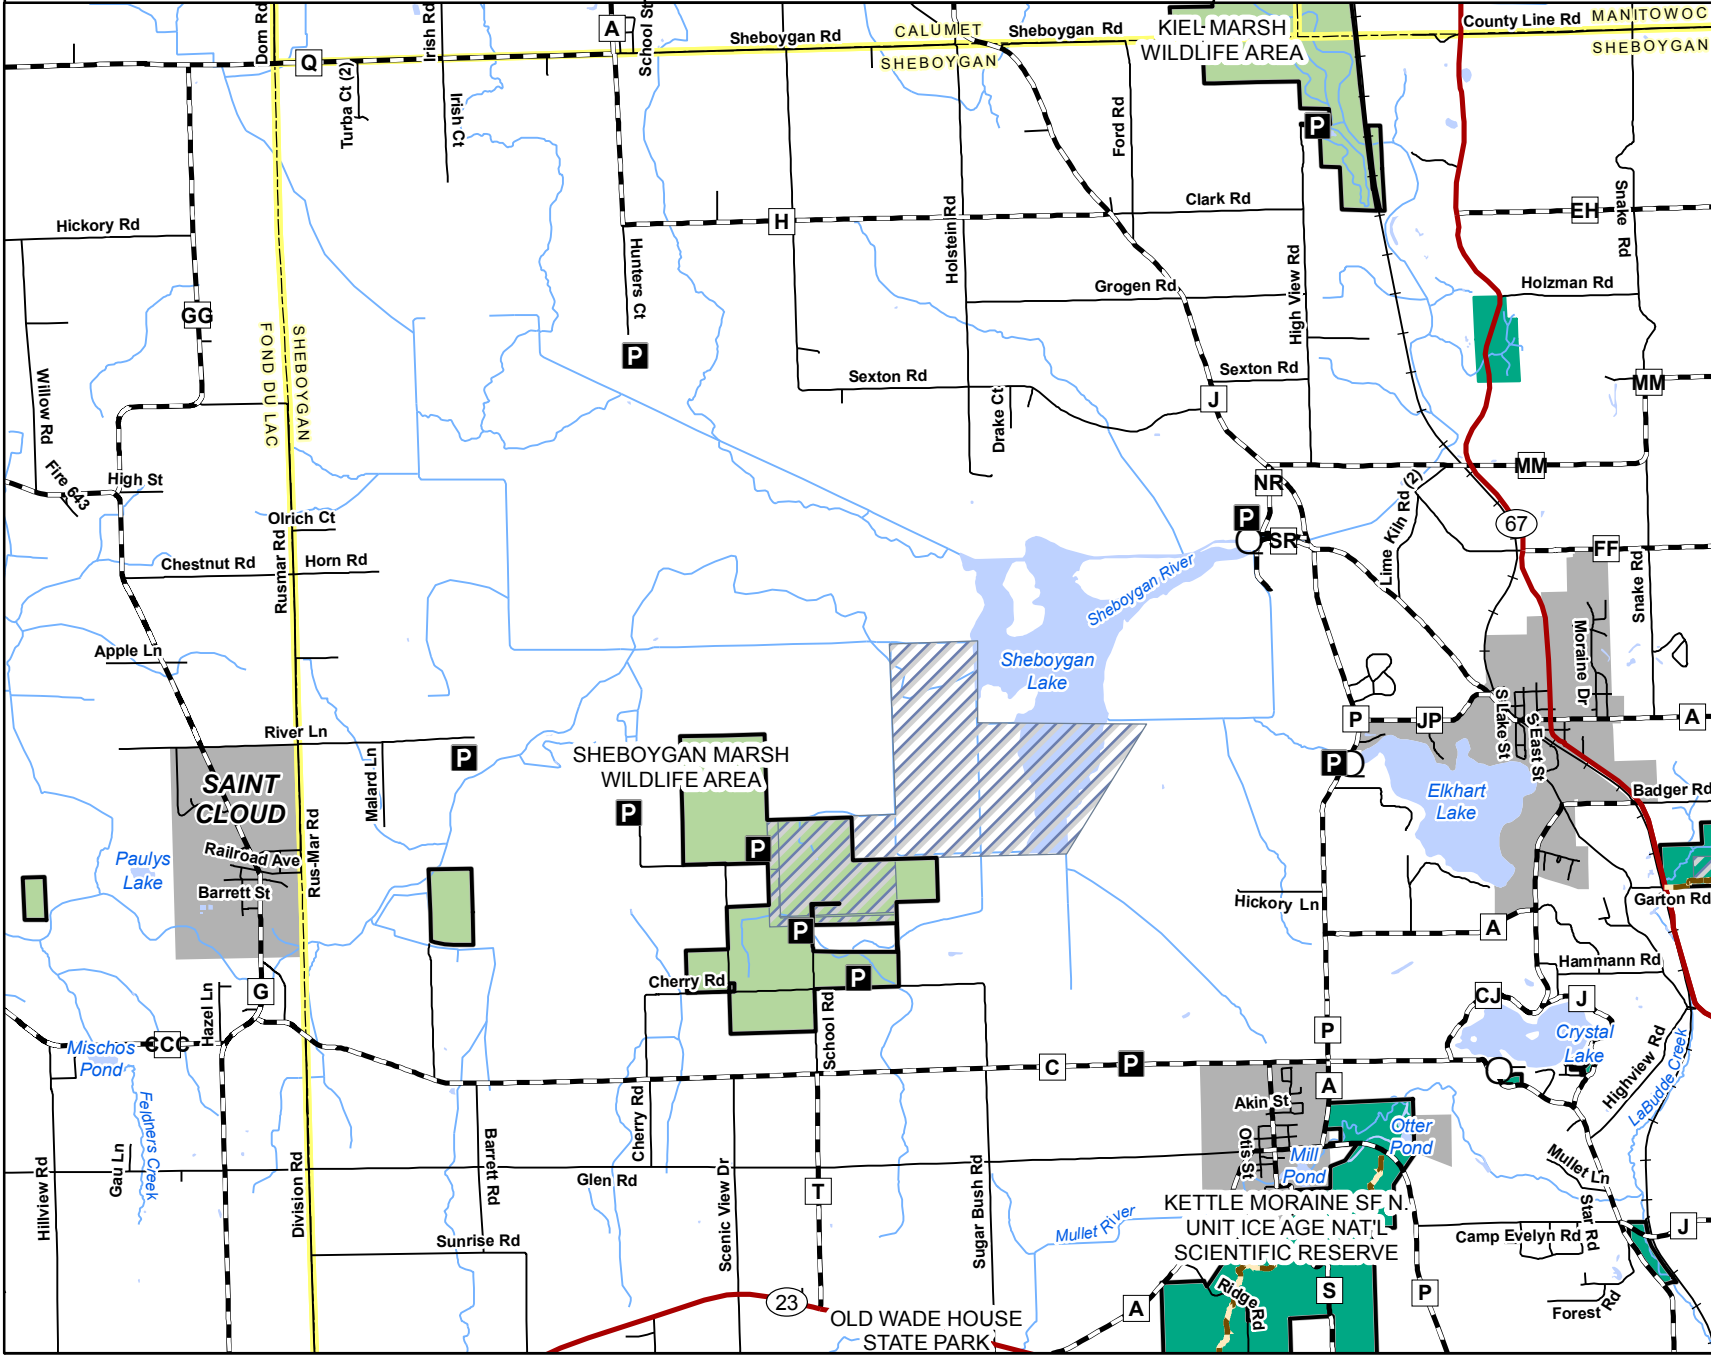 Dom Rd
Irish Rd
A
School St
Sheboygan Rd
CALUMET
SHEBOYGAN
Sheboygan Rd
KIEL MARSH
WILDLIFE AREA
County Line Rd
MANITOWOC
SHEBOYGAN
Q
Turba Ct (2)
Irish Ct
Ford Rd
P
Hickory Rd
H
Clark Rd
EH
Snake Rd
Hunters Ct
Holstein Rd
High View Rd
Grogen Rd
Holzman Rd
GG
FOND DU LAC
SHEBOYGAN
P
Willow Rd
Sexton Rd
Sexton Rd
J
MM
Drake Ct
Fire 643
High St
MM
NR
Lime Kiln Rd (2)
Olrich Ct
P
67
SR
FF
Chestnut Rd
Rusmar Rd
Horn Rd
Sheboygan River
Snake Rd
Apple Ln
Sheboygan
Lake
Moraine Dr
S Lake St
S East St
P
JP
A
River Ln
Malard Ln
P
SHEBOYGAN MARSH
WILDLIFE AREA
P
SAINT
CLOUD
Elkhart
Lake
Badger Rd
P
Rus-Mar Rd
P
Railroad Ave
Paulys
Lake
Barrett St
Hickory Ln
Garton Rd
P
A
Cherry Rd
P
Hammann Rd
G
Hazel Ln
School Rd
CJ
J
P
Mischos
Pond
CCC
Crystal
Lake
Highview Rd
LaBudde Creek
C
P
A
Feldners Creek
Cherry Rd
Akin St
Otis St
Otter
Pond
Mill
Pond
Mullet Ln
Hillview Rd
Gau Ln
Division Rd
Barrett Rd
Glen Rd
Scenic View Dr
T
Sugar Bush Rd
Mullet River
KETTLE MORAINE SF N.
UNIT ICE AGE NAT'L
SCIENTIFIC RESERVE
Star Rd
J
Camp Evelyn Rd
Sunrise Rd
Ridge Rd
S
P
23
A
Forest Rd
OLD WADE HOUSE
STATE PARK